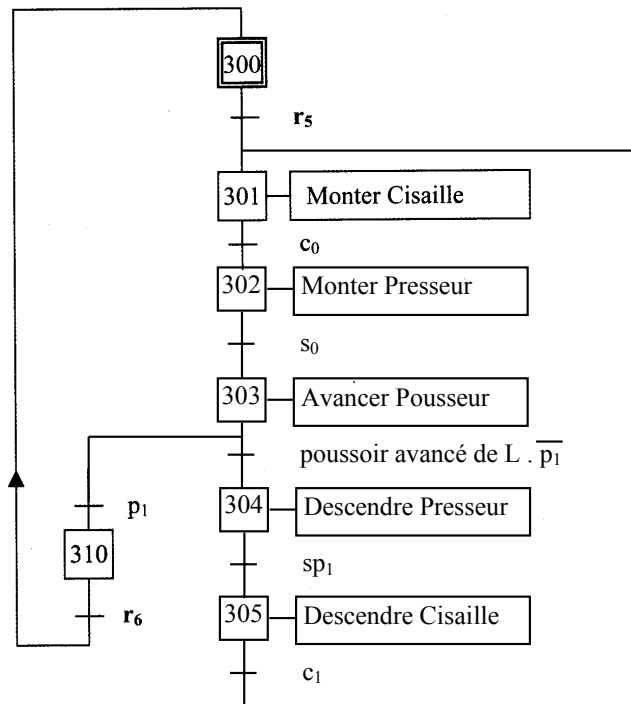 300
r₅
301 Monter Cisaille
c₀
302 Monter Presseur
s₀
303 Avancer Pousseur
poussoir avancé de L . p̅₁
p₁
304 Descendre Presseur
310
sp₁
r₆
305 Descendre Cisaille
c₁